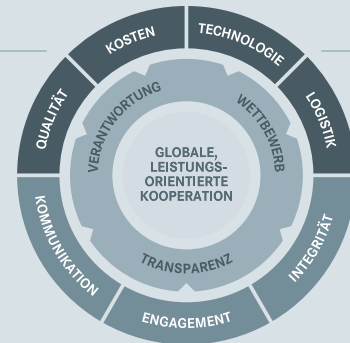 KOSTEN
TECHNOLOGIE
LOGISTIK
INTEGRITÄT
ENGAGEMENT
KOMMUNIKATION
QUALITÄT
VERANTWORTUNG
WETTBEWERB
TRANSPARENZ
GLOBALE,
LEISTUNGS-
ORIENTIERTE
KOOPERATION